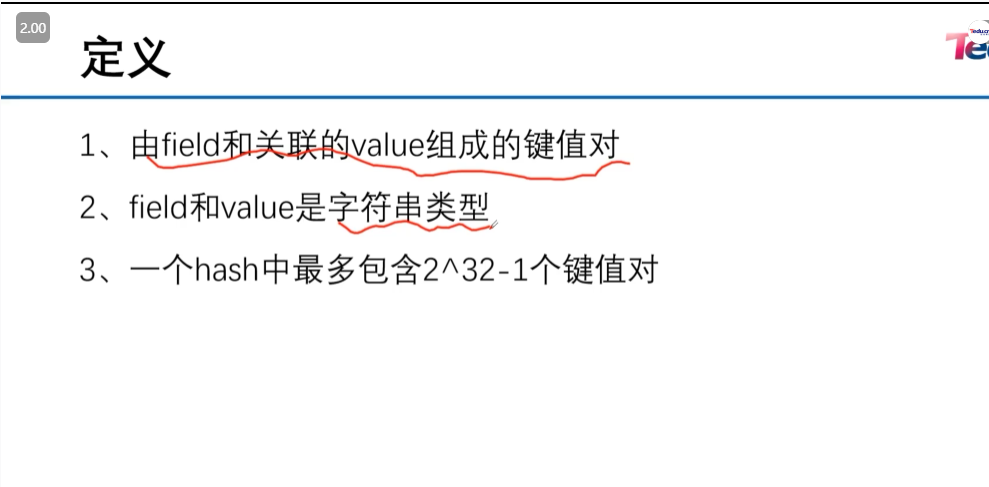 2.00
定义
1、由field和关联的value组成的键值对
2、field和value是字符串类型
3、一个hash中最多包含2^32-1个键值对